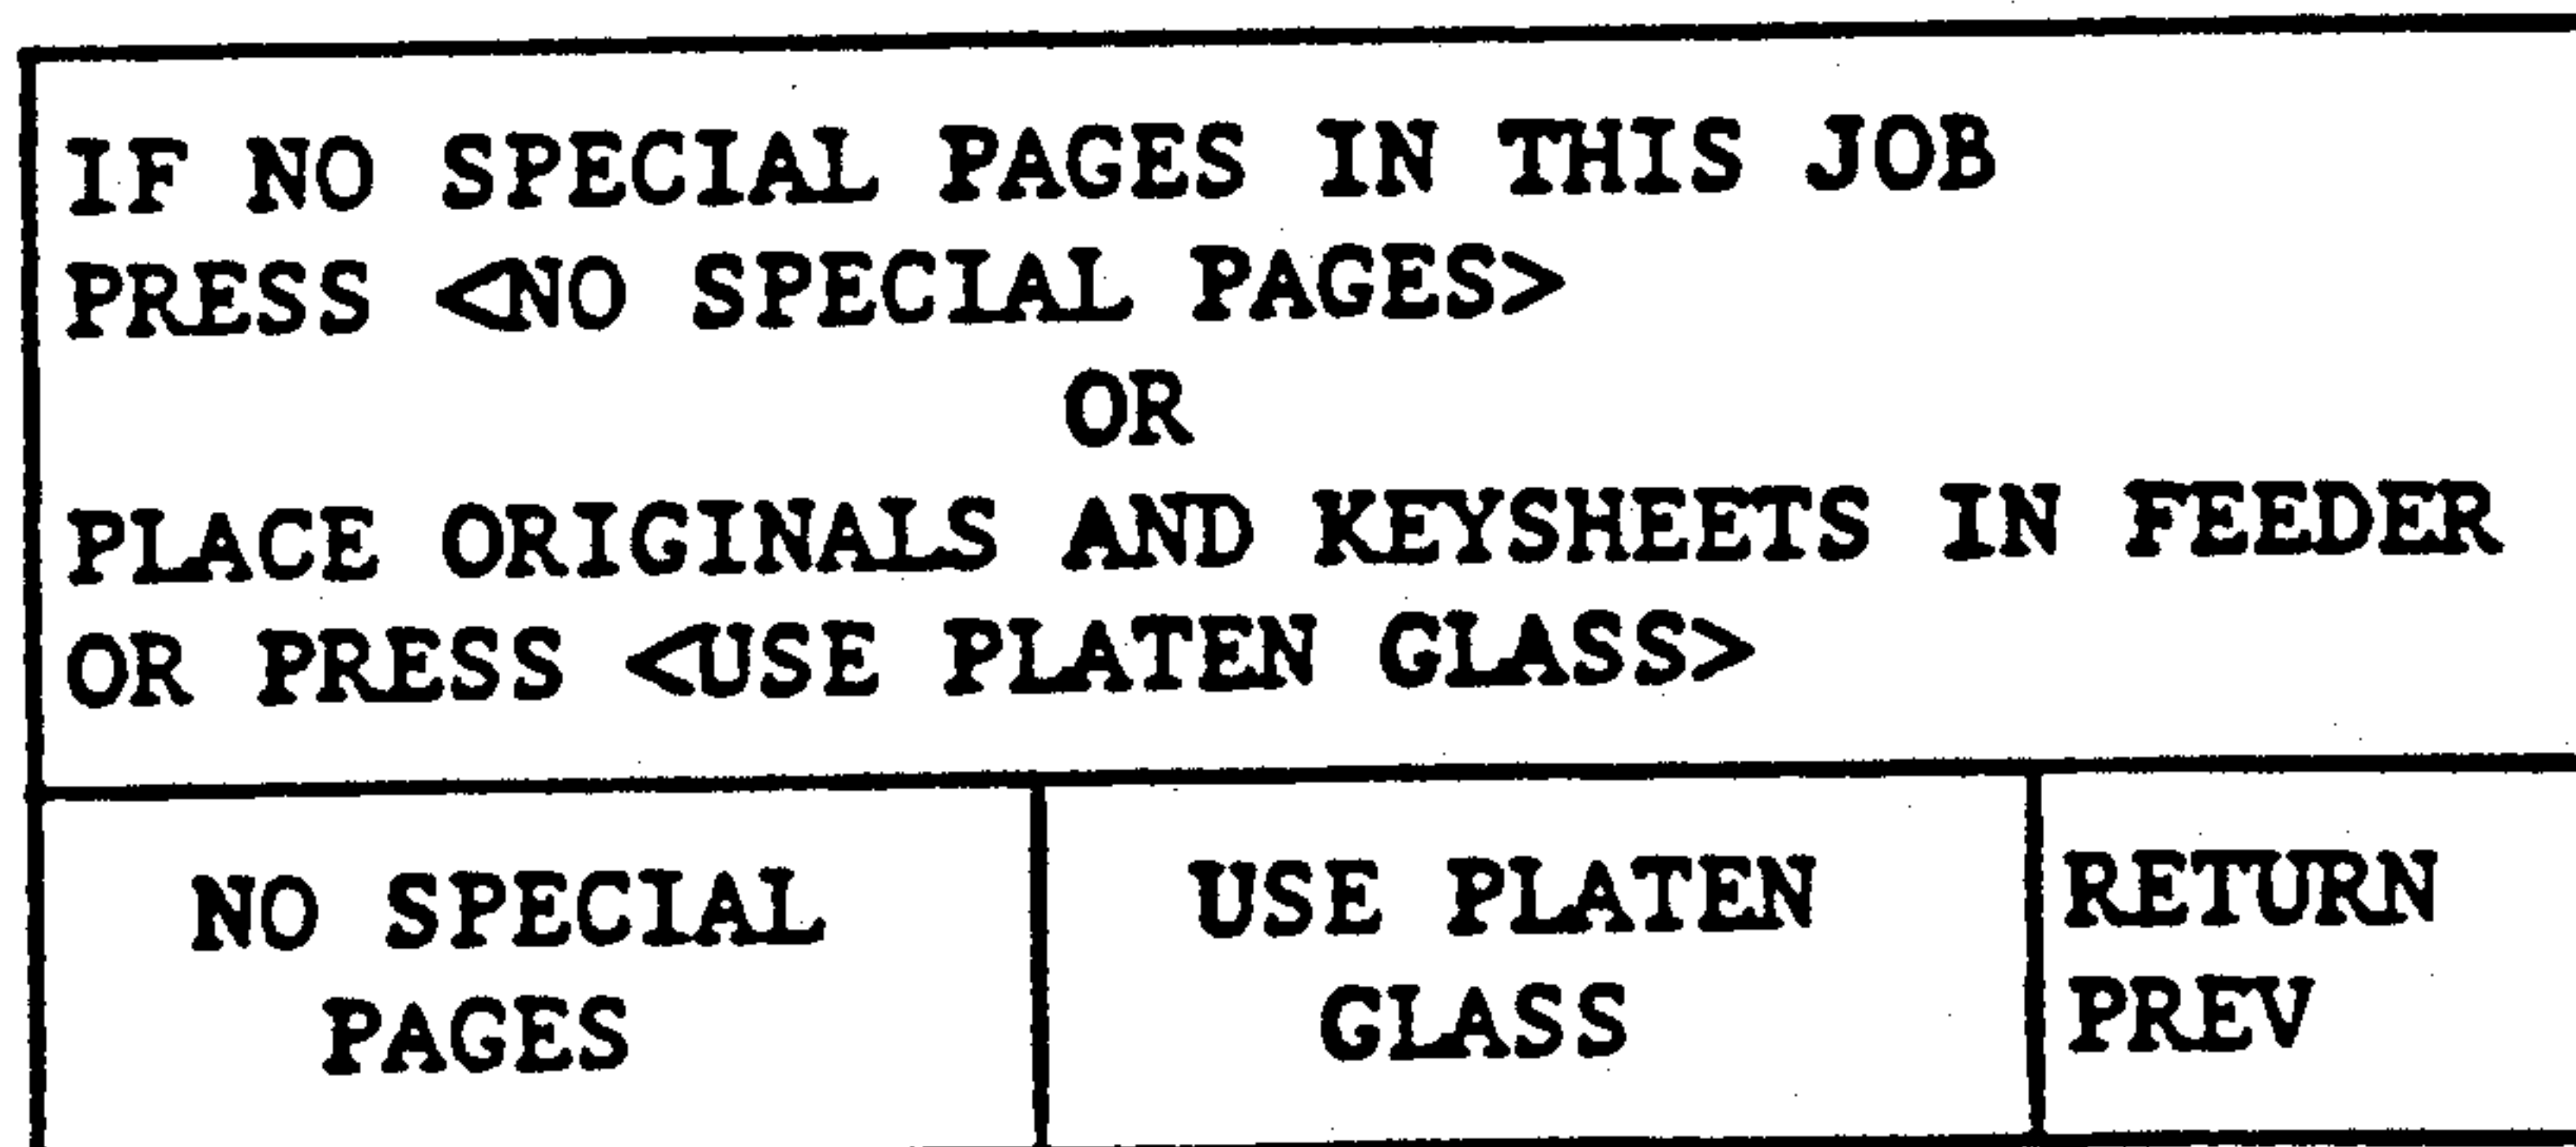 IF NO SPECIAL PAGES IN THIS JOB
PRESS <NO SPECIAL PAGES>
OR
PLACE ORIGINALS AND KEYSHEETS IN FEEDER
OR PRESS <USE PLATEN GLASS>
NO SPECIAL
PAGES
USE PLATEN
GLASS
RETURN
PREV